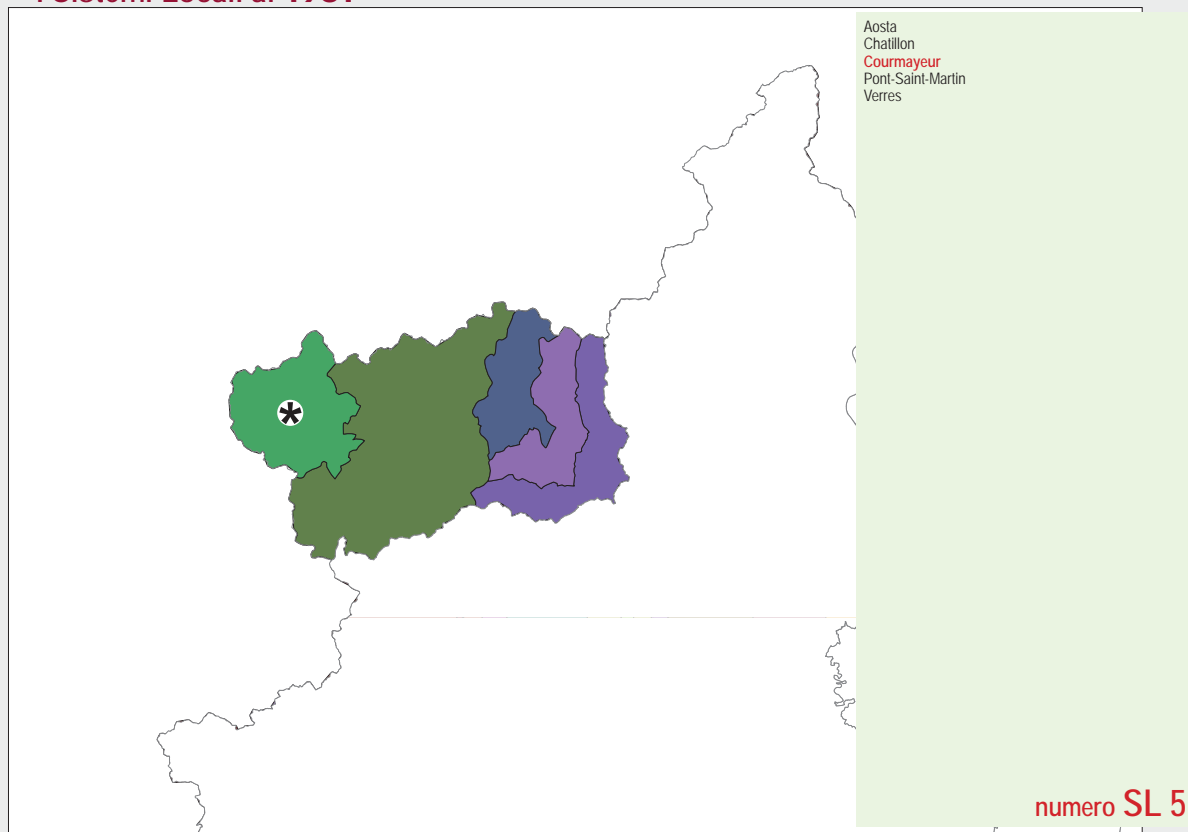 Aosta
Chatillon
Courmayeur
Pont-Saint-Martin
Verres
numero SL 5